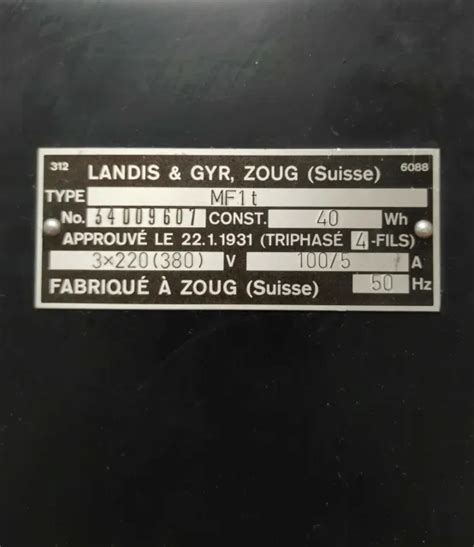 312 6088
LANDIS & GYR, ZOUG (Suisse)
TYPE MF1t
No. 34009607 CONST. 40 Wh
APPROUVÉ LE 22.1.1931 (TRIPHASÉ 4-FILS)
3×220(380) V 100/5 A
FABRIQUÉ À ZOUG (Suisse) 50 Hz